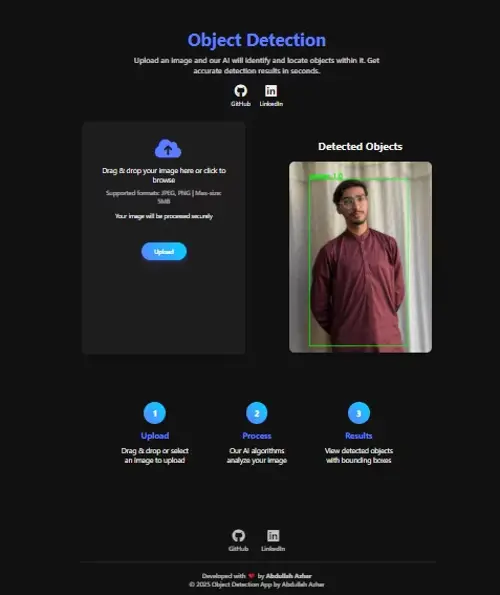 Object Detection
Upload an image and our AI will identify and locate objects within it. Get
accurate detection results in seconds.
GitHub
LinkedIn
Drag & drop your image here or click to
browse
Supported formats: JPEG, PNG | Max-size:
5MB
Your image will be processed securely
Upload
Detected Objects
1.0
1
2
3
Upload
Process
Results
Drag & drop or select
an image to upload
Our AI algorithms
analyze your image
View detected objects
with bounding boxes
GitHub
LinkedIn
Developed with ❤️ by Abdullah Azhar
© 2025 Object Detection App by Abdullah Azhar